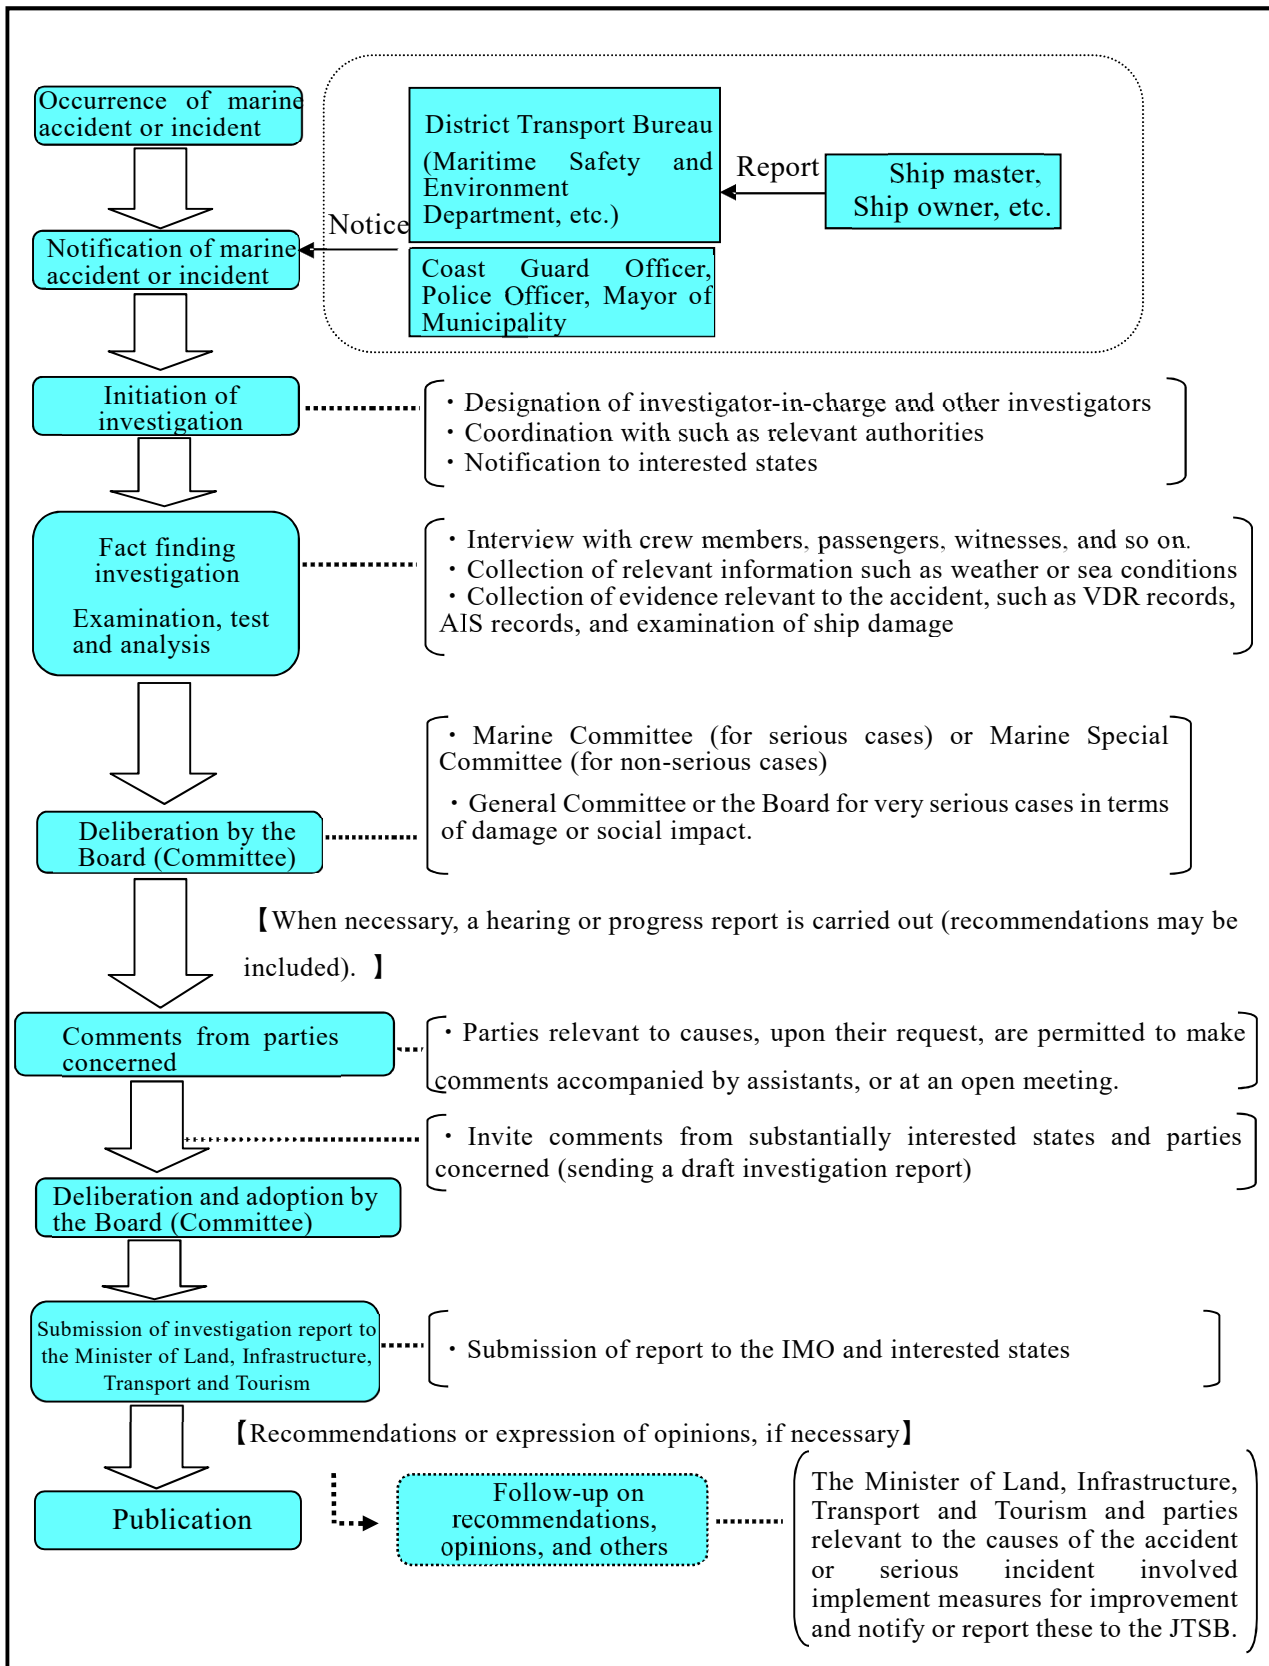 Occurrence of marine
accident or incident
District Transport Bureau
(Maritime Safety and
Environment
Department, etc.)
Report
Ship master,
Ship owner, etc.
Notice
Notification of marine
accident or incident
Coast Guard Officer,
Police Officer, Mayor of
Municipality
Initiation of
investigation
・Designation of investigator-in-charge and other investigators
・Coordination with such as relevant authorities
・Notification to interested states
Fact finding
investigation
Examination, test
and analysis
・Interview with crew members, passengers, witnesses, and so on.
・Collection of relevant information such as weather or sea conditions
・Collection of evidence relevant to the accident, such as VDR records,
AIS records, and examination of ship damage
・Marine Committee (for serious cases) or Marine Special
Committee (for non-serious cases)
・General Committee or the Board for very serious cases in terms
of damage or social impact.
Deliberation by the
Board (Committee)
【When necessary, a hearing or progress report is carried out (recommendations may be
included). 】
Comments from parties
concerned
・Parties relevant to causes, upon their request, are permitted to make
comments accompanied by assistants, or at an open meeting.
・Invite comments from substantially interested states and parties
concerned (sending a draft investigation report)
Deliberation and adoption by
the Board (Committee)
Submission of investigation report to
the Minister of Land, Infrastructure,
Transport and Tourism
・Submission of report to the IMO and interested states
【Recommendations or expression of opinions, if necessary】
Publication
Follow-up on
recommendations,
opinions, and others
The Minister of Land, Infrastructure,
Transport and Tourism and parties
relevant to the causes of the accident
or serious incident involved
implement measures for improvement
and notify or report these to the JTSB.